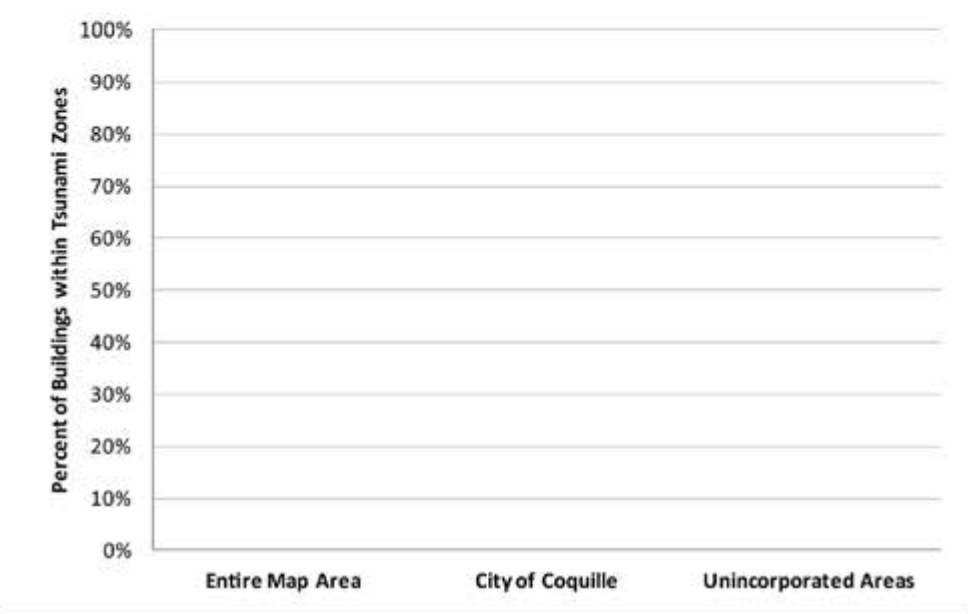 Percent of Buildings within Tsunami Zones
100%
90%
80%
70%
60%
50%
40%
30%
20%
10%
0%
Entire Map Area
City of Coquille
Unincorporated Areas